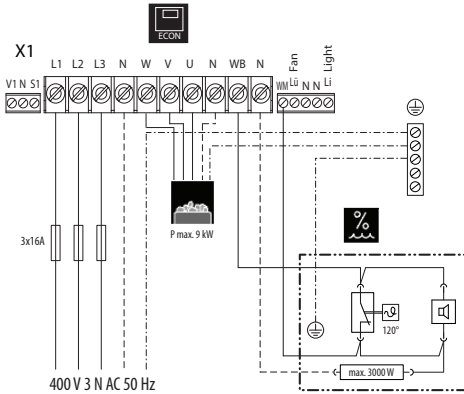 ECON
X1
L1 L2 L3 N W V U N WB N
Fan
Light
V1 N S1
WM Lü N N Li
P max. 9 kW
3x16A
%
120°
max. 3000 W
400 V 3 N AC 50 Hz